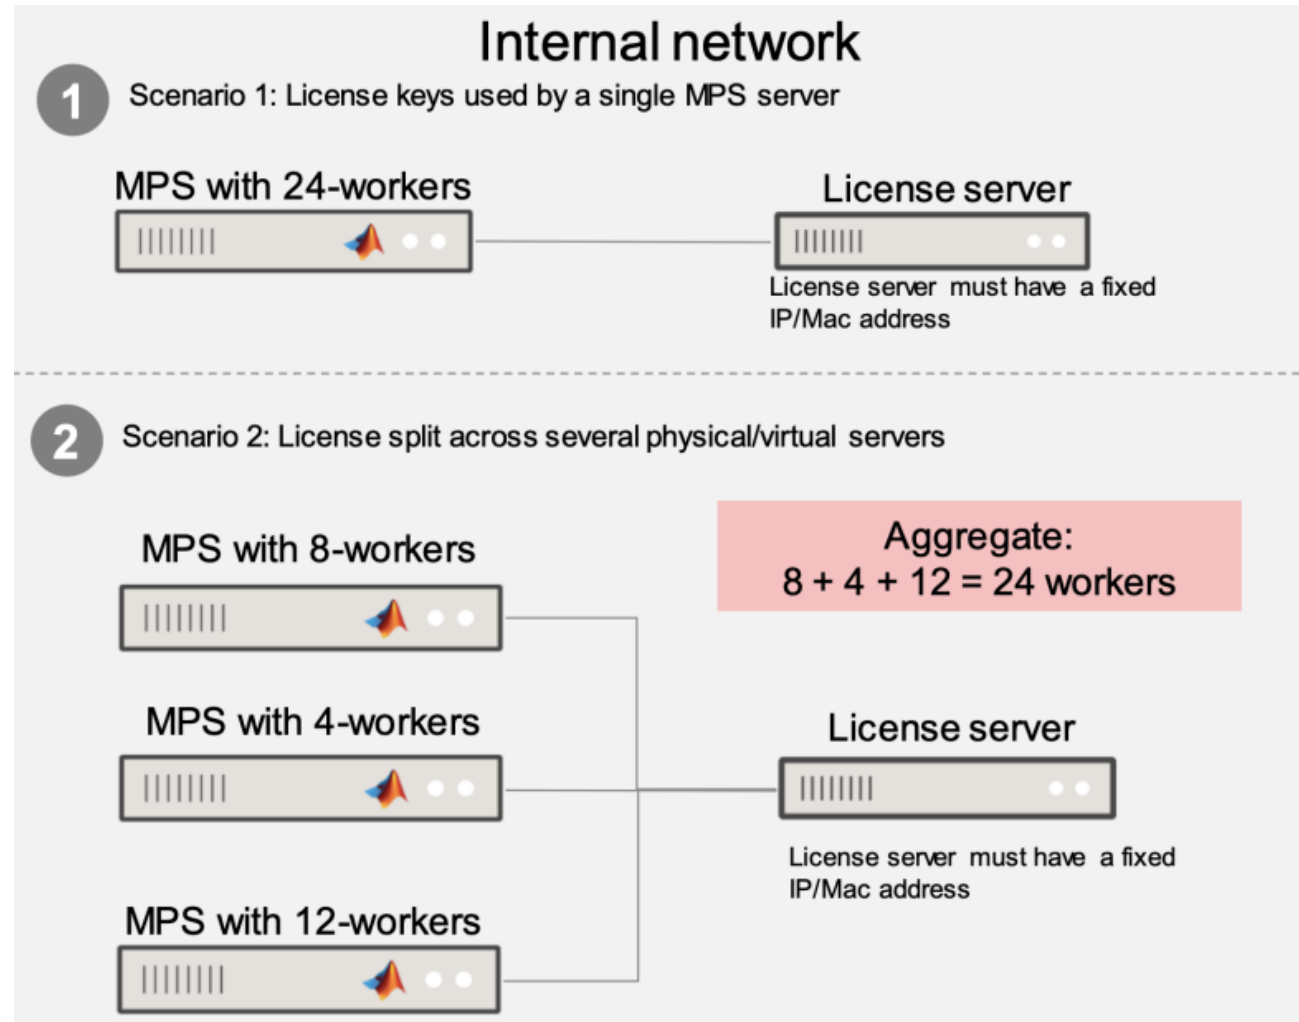 Internal network
1
Scenario 1: License keys used by a single MPS server
MPS with 24-workers
License server
License server must have a fixed
IP/Mac address
2
Scenario 2: License split across several physical/virtual servers
MPS with 8-workers
Aggregate:
8 + 4 + 12 = 24 workers
MPS with 4-workers
License server
License server must have a fixed
IP/Mac address
MPS with 12-workers